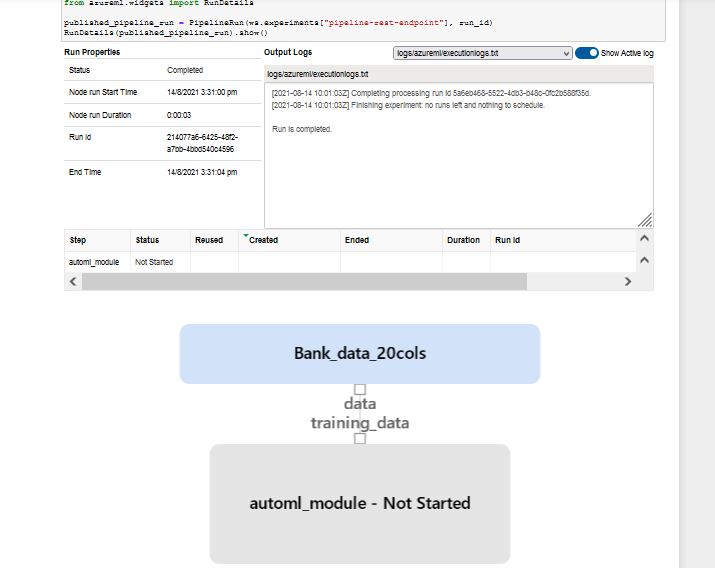 from azureml.widgets import RunDetails
published_pipeline_run = PipelineRun(ws.experiments["pipeline-rest-endpoint"], run_id)
RunDetails(published_pipeline_run).show()
Run Properties
Status Completed
Node run Start Time 14/8/2021 3:31:00 pm
Node run Duration 0:00:03
Run Id 214077a6-6425-48f2-
a7bb-4bbd540c4596
End Time 14/8/2021 3:31:04 pm
Output Logs logs/azureml/executionlogs.txt Show Active log
logs/azureml/executionlogs.txt
[2021-08-14 10:01:03Z] Completing processing run id 5a6eb468-5522-4db3-b48c-0fc2b588f35d.
[2021-08-14 10:01:03Z] Finishing experiment: no runs left and nothing to schedule.
Run is completed.
Step Status Reused Created Ended Duration Run Id
automl_module Not Started
Bank_data_20cols
data
training_data
automl_module - Not Started